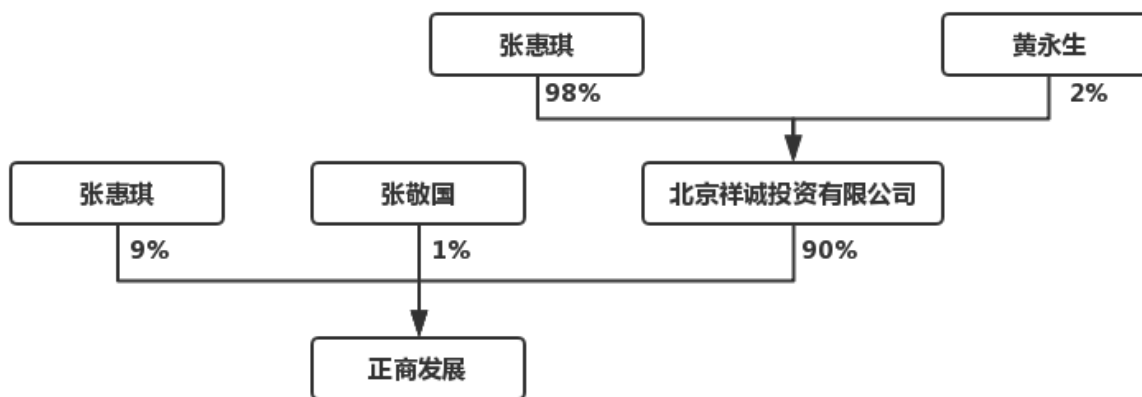 张惠琪
黄永生
98%
2%
张惠琪
张敬国
北京祥诚投资有限公司
9%
1%
90%
正商发展